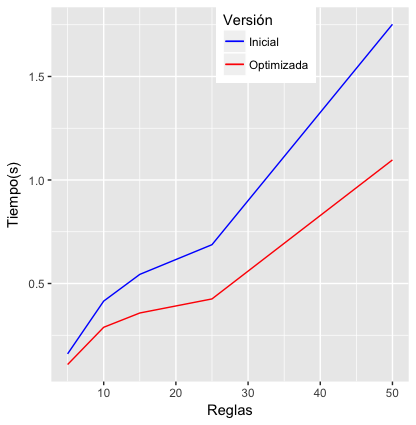 Versión
Inicial
Optimizada
Tiempo(s)
1.5
1.0
0.5
10 20 30 40 50
Reglas